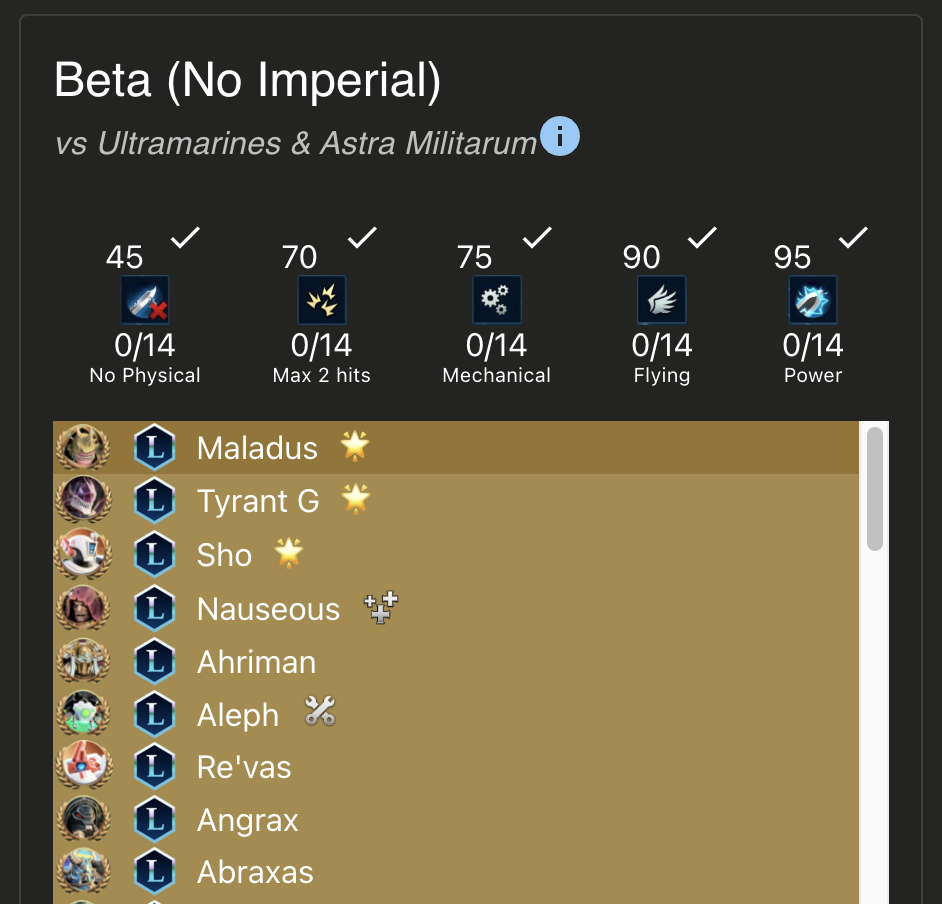 Beta (No Imperial)
vs Ultramarines & Astra Militarum i
45 70 75 90 95
0/14 0/14 0/14 0/14 0/14
No Physical Max 2 hits Mechanical Flying Power
L Maladus
L Tyrant G
L Sho
L Nauseous
L Ahriman
L Aleph
L Re'vas
L Angrax
L Abraxas